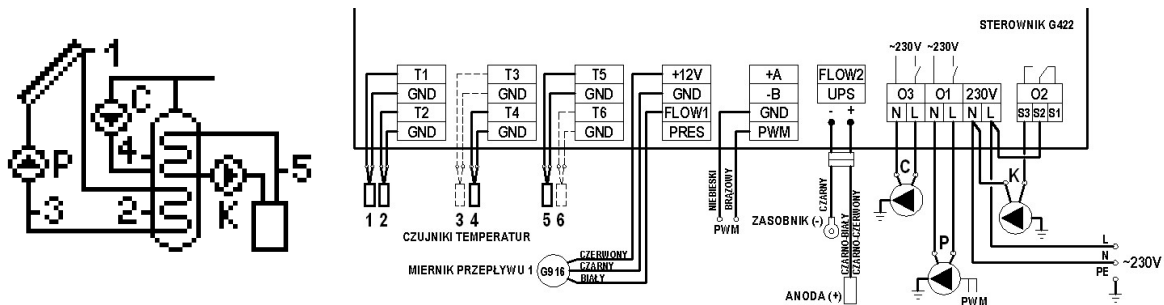 1
C
4
P
5
3
2
K
STEROWNIK G422
~230V ~230V
T1 T3 T5 +12V +A FLOW2
GND GND GND GND -B UPS O3 O1 230V O2
T2 T4 T6 FLOW1 GND - + N L N L N L S3 S2 S1
GND GND GND PRES PWM
NIEBIESKI
BRĄZOWY
PWM
CZARNY
CZARNO-BIAŁY
CZARNO-CZERWONY
C
K
1 2 3 4 5 6
CZUJNIKI TEMPERATUR
ZASOBNIK (-)
P
L
N
PE
~230V
MIERNIK PRZEPŁYWU 1
G916
CZERWONY
CZARNY
BIAŁY
ANODA (+)
PWM